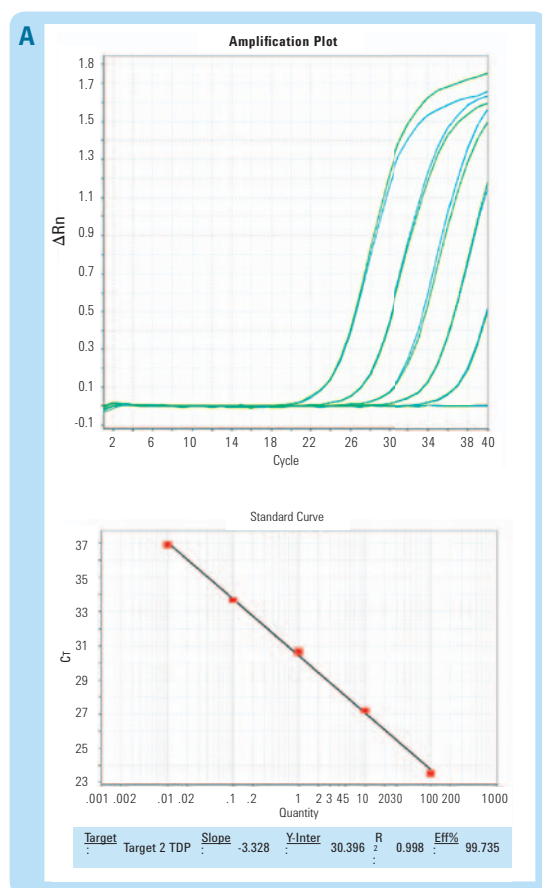 A
Amplification Plot
1.8
1.7
1.5
1.3
1.1
0.9
0.7
0.5
0.3
0.1
-0.1
ΔRn
2 6 10 14 18 22 26 30 34 38 40
Cycle
Standard Curve
37
35
33
31
29
27
25
23
CT
.001 .002 .01 .02 .1 .2 1 2 3 45 10 2030 100 200 1000
Quantity
Target : Target 2 TDP Slope : -3.328 Y-Inter : 30.396 R 2 : 0.998 Eff% : 99.735